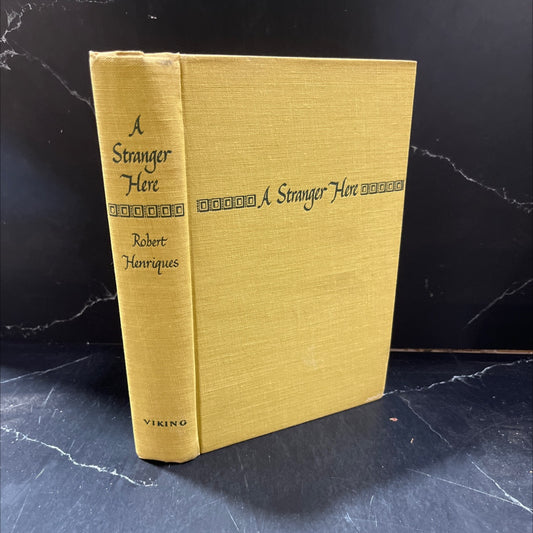 A
Stranger
Here
Robert
Henriques
VIKING
A Stranger Here